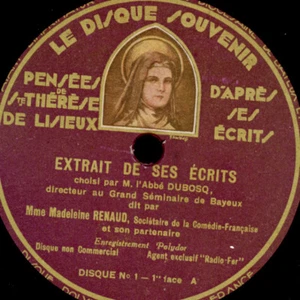 LE DISQUE SOUVENIR
PENSÉES
DE
STE THÉRÈSE
DE LISIEUX
D'APRÈS
SES
ÉCRITS
EXTRAIT DE SES ÉCRITS
choisi par M. l'Abbé DUBOSQ,
directeur au Grand Séminaire de Bayeux
dit par
Mme Madeleine RENAUD, Sociétaire de la Comédie-Française
et son partenaire
Enregistrement Polydor
Disque non Commercial Agent exclusif "Radio-Fer"
DISQUE No 1 - 1re face A